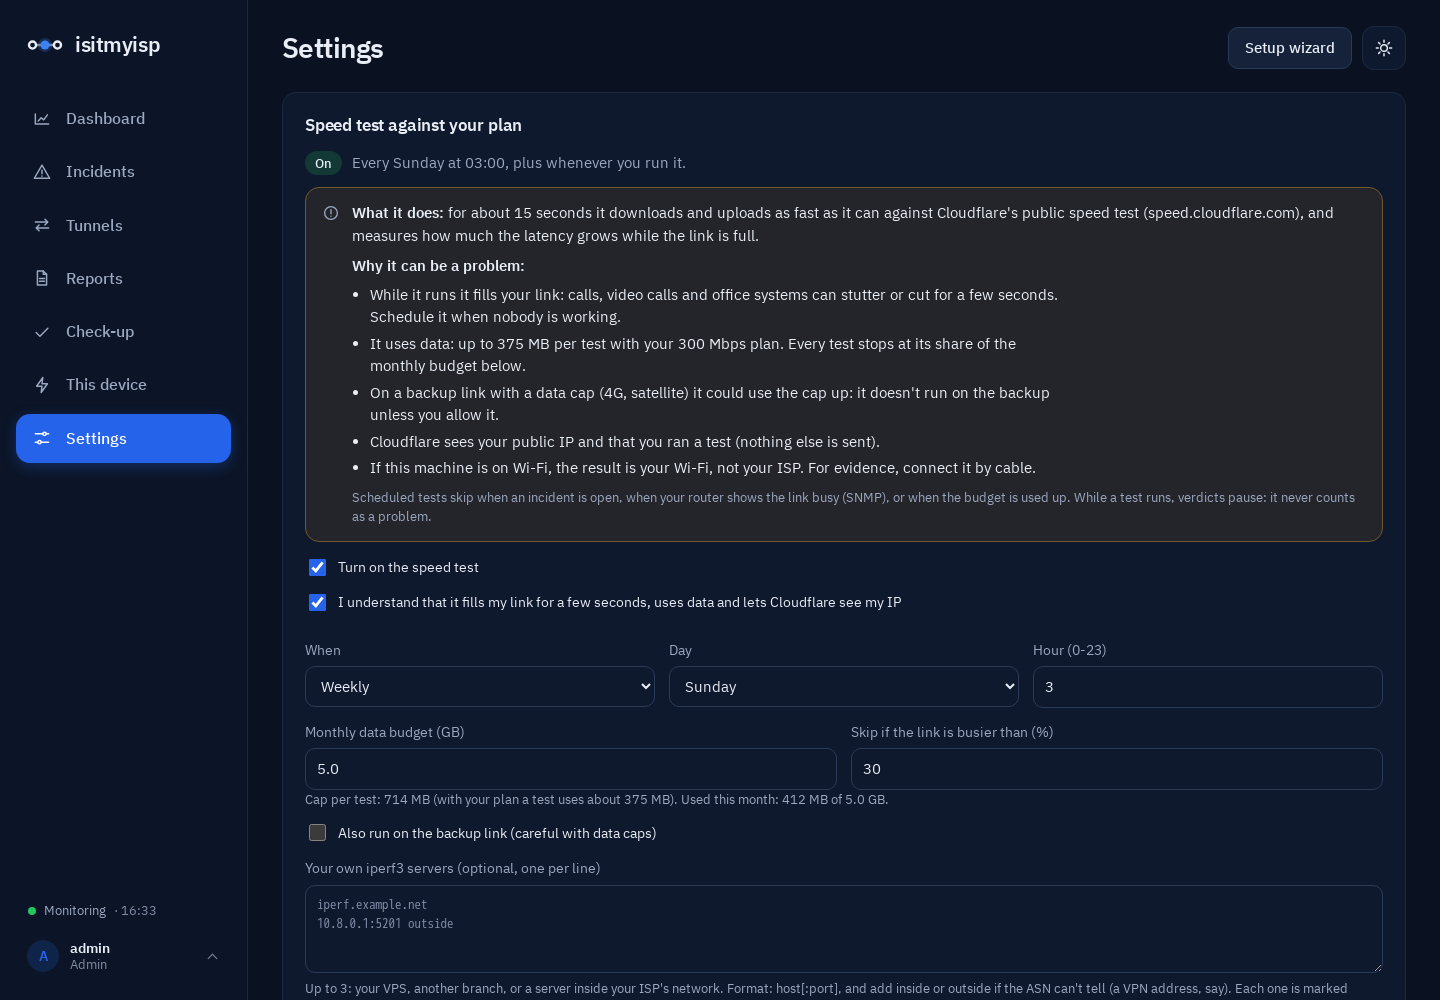 isitmyisp
Dashboard
Incidents
Tunnels
Reports
Check-up
This device
Settings
Monitoring · 16:33
A
admin
Admin
Settings
Setup wizard
Speed test against your plan
On Every Sunday at 03:00, plus whenever you run it.
What it does: for about 15 seconds it downloads and uploads as fast as it can against Cloudflare's public speed test (speed.cloudflare.com), and
measures how much the latency grows while the link is full.
Why it can be a problem:
• While it runs it fills your link: calls, video calls and office systems can stutter or cut for a few seconds.
Schedule it when nobody is working.
• It uses data: up to 375 MB per test with your 300 Mbps plan. Every test stops at its share of the
monthly budget below.
• On a backup link with a data cap (4G, satellite) it could use the cap up: it doesn't run on the backup
unless you allow it.
• Cloudflare sees your public IP and that you ran a test (nothing else is sent).
• If this machine is on Wi-Fi, the result is your Wi-Fi, not your ISP. For evidence, connect it by cable.
Scheduled tests skip when an incident is open, when your router shows the link busy (SNMP), or when the budget is used up. While a test runs, verdicts pause: it never counts
as a problem.
Turn on the speed test
I understand that it fills my link for a few seconds, uses data and lets Cloudflare see my IP
When Day Hour (0-23)
Weekly Sunday 3
Monthly data budget (GB) Skip if the link is busier than (%)
5.0 30
Cap per test: 714 MB (with your plan a test uses about 375 MB). Used this month: 412 MB of 5.0 GB.
Also run on the backup link (careful with data caps)
Your own iperf3 servers (optional, one per line)
iperf.example.net
10.8.0.1:5201 outside
Up to 3: your VPS, another branch, or a server inside your ISP's network. Format: host[:port], and add inside or outside if the ASN can't tell (a VPN address, say). Each one is marked